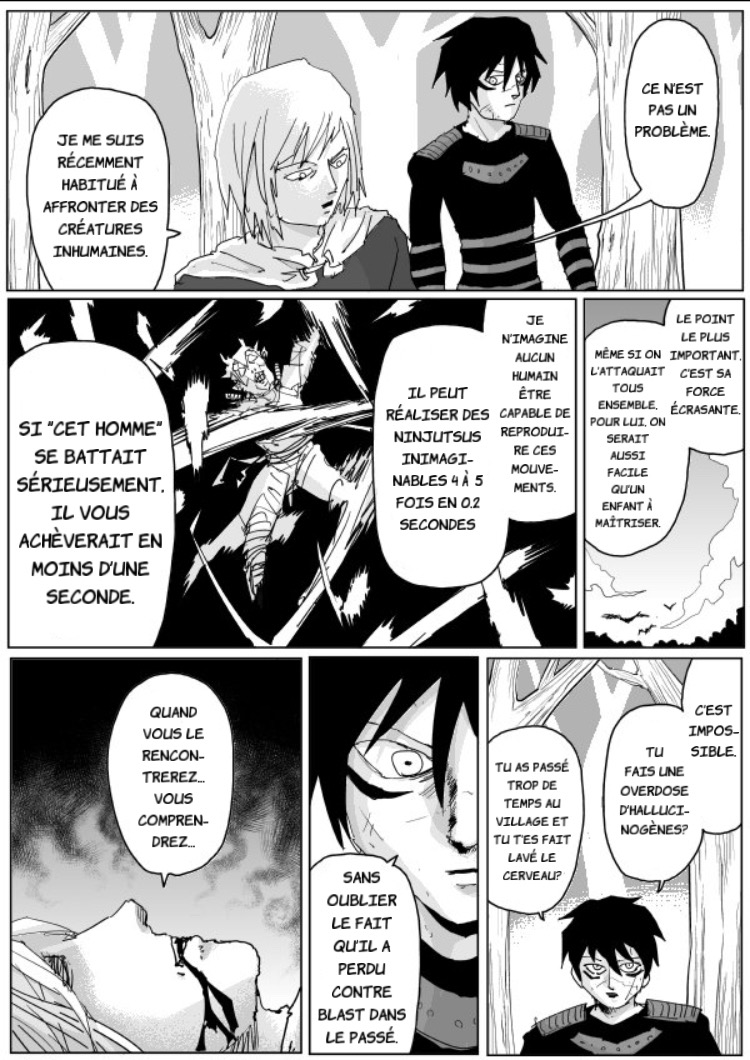 CE N'EST
PAS UN
PROBLÈME.
JE ME SUIS
RÉCEMMENT
HABITUÉ À
AFFRONTER DES
CRÉATURES
INHUMAINES.
LE POINT
LE PLUS
IMPORTANT,
C'EST SA
FORCE
ÉCRASANTE.
MÊME SI ON
L'ATTAQUAIT
TOUS
ENSEMBLE,
POUR LUI, ON
SERAIT
AUSSI
FACILE
QU'UN
ENFANT À
MAÎTRISER.
JE
N'IMAGINE
AUCUN
HUMAIN
ÊTRE
CAPABLE DE
REPRODUI-
RE CES
MOUVE-
MENTS.
IL PEUT
RÉALISER DES
NINJUTSUS
INIMAGI-
NABLES 4 À 5
FOIS EN 0.2
SECONDES
SI "CET HOMME"
SE BATTAIT
SÉRIEUSEMENT,
IL VOUS
ACHÈVERAIT EN
MOINS D'UNE
SECONDE.
C'EST
IMPOS-
SIBLE.
TU
FAIS UNE
OVERDOSE
D'HALLUCI-
NOGÈNES?
TU AS PASSÉ
TROP DE
TEMPS AU
VILLAGE ET
TU T'ES FAIT
LAVÉ LE
CERVEAU?
SANS
OUBLIER
LE FAIT
QU'IL A
PERDU
CONTRE
BLAST DANS
LE PASSÉ.
QUAND
VOUS LE
RENCON-
TREREZ...
VOUS
COMPREN-
DREZ...